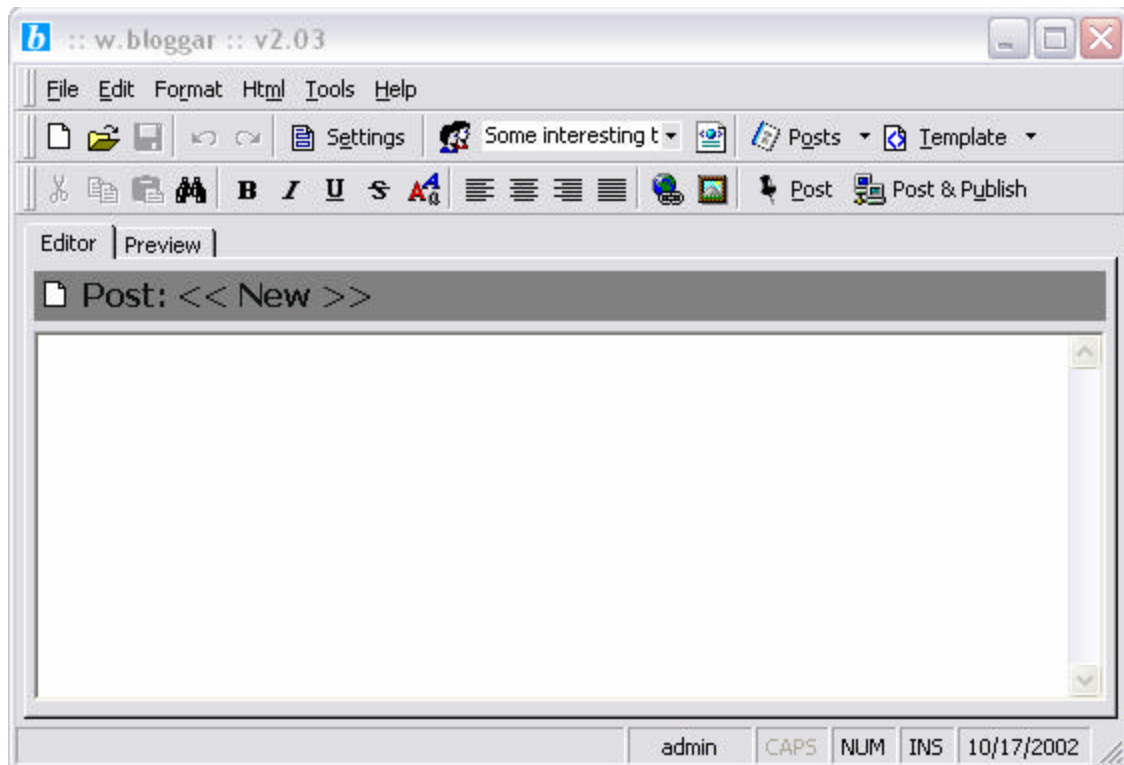 b :: w.bloggar :: v2.03
File Edit Format Html Tools Help
Settings Some interesting t Posts Template
B I U S A a Post Post & Publish
Editor Preview
Post: << New >>
admin CAPS NUM INS 10/17/2002